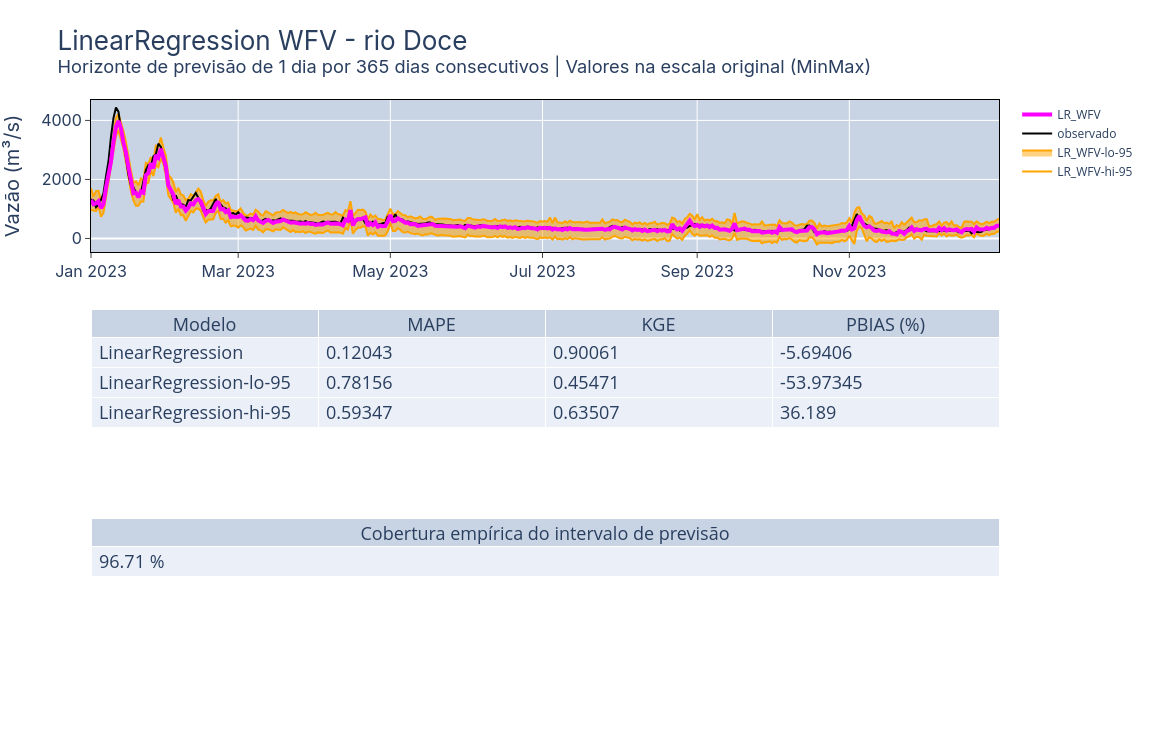 LinearRegression WFV - rio Doce
Horizonte de previsão de 1 dia por 365 dias consecutivos | Valores na escala original (MinMax)
Vazão (m³/s)
4000
2000
0
Jan 2023 Mar 2023 May 2023 Jul 2023 Sep 2023 Nov 2023
LR_WFV
observado
LR_WFV-lo-95
LR_WFV-hi-95
Modelo MAPE KGE PBIAS (%)
LinearRegression 0.12043 0.90061 -5.69406
LinearRegression-lo-95 0.78156 0.45471 -53.97345
LinearRegression-hi-95 0.59347 0.63507 36.189
Cobertura empírica do intervalo de previsão
96.71 %